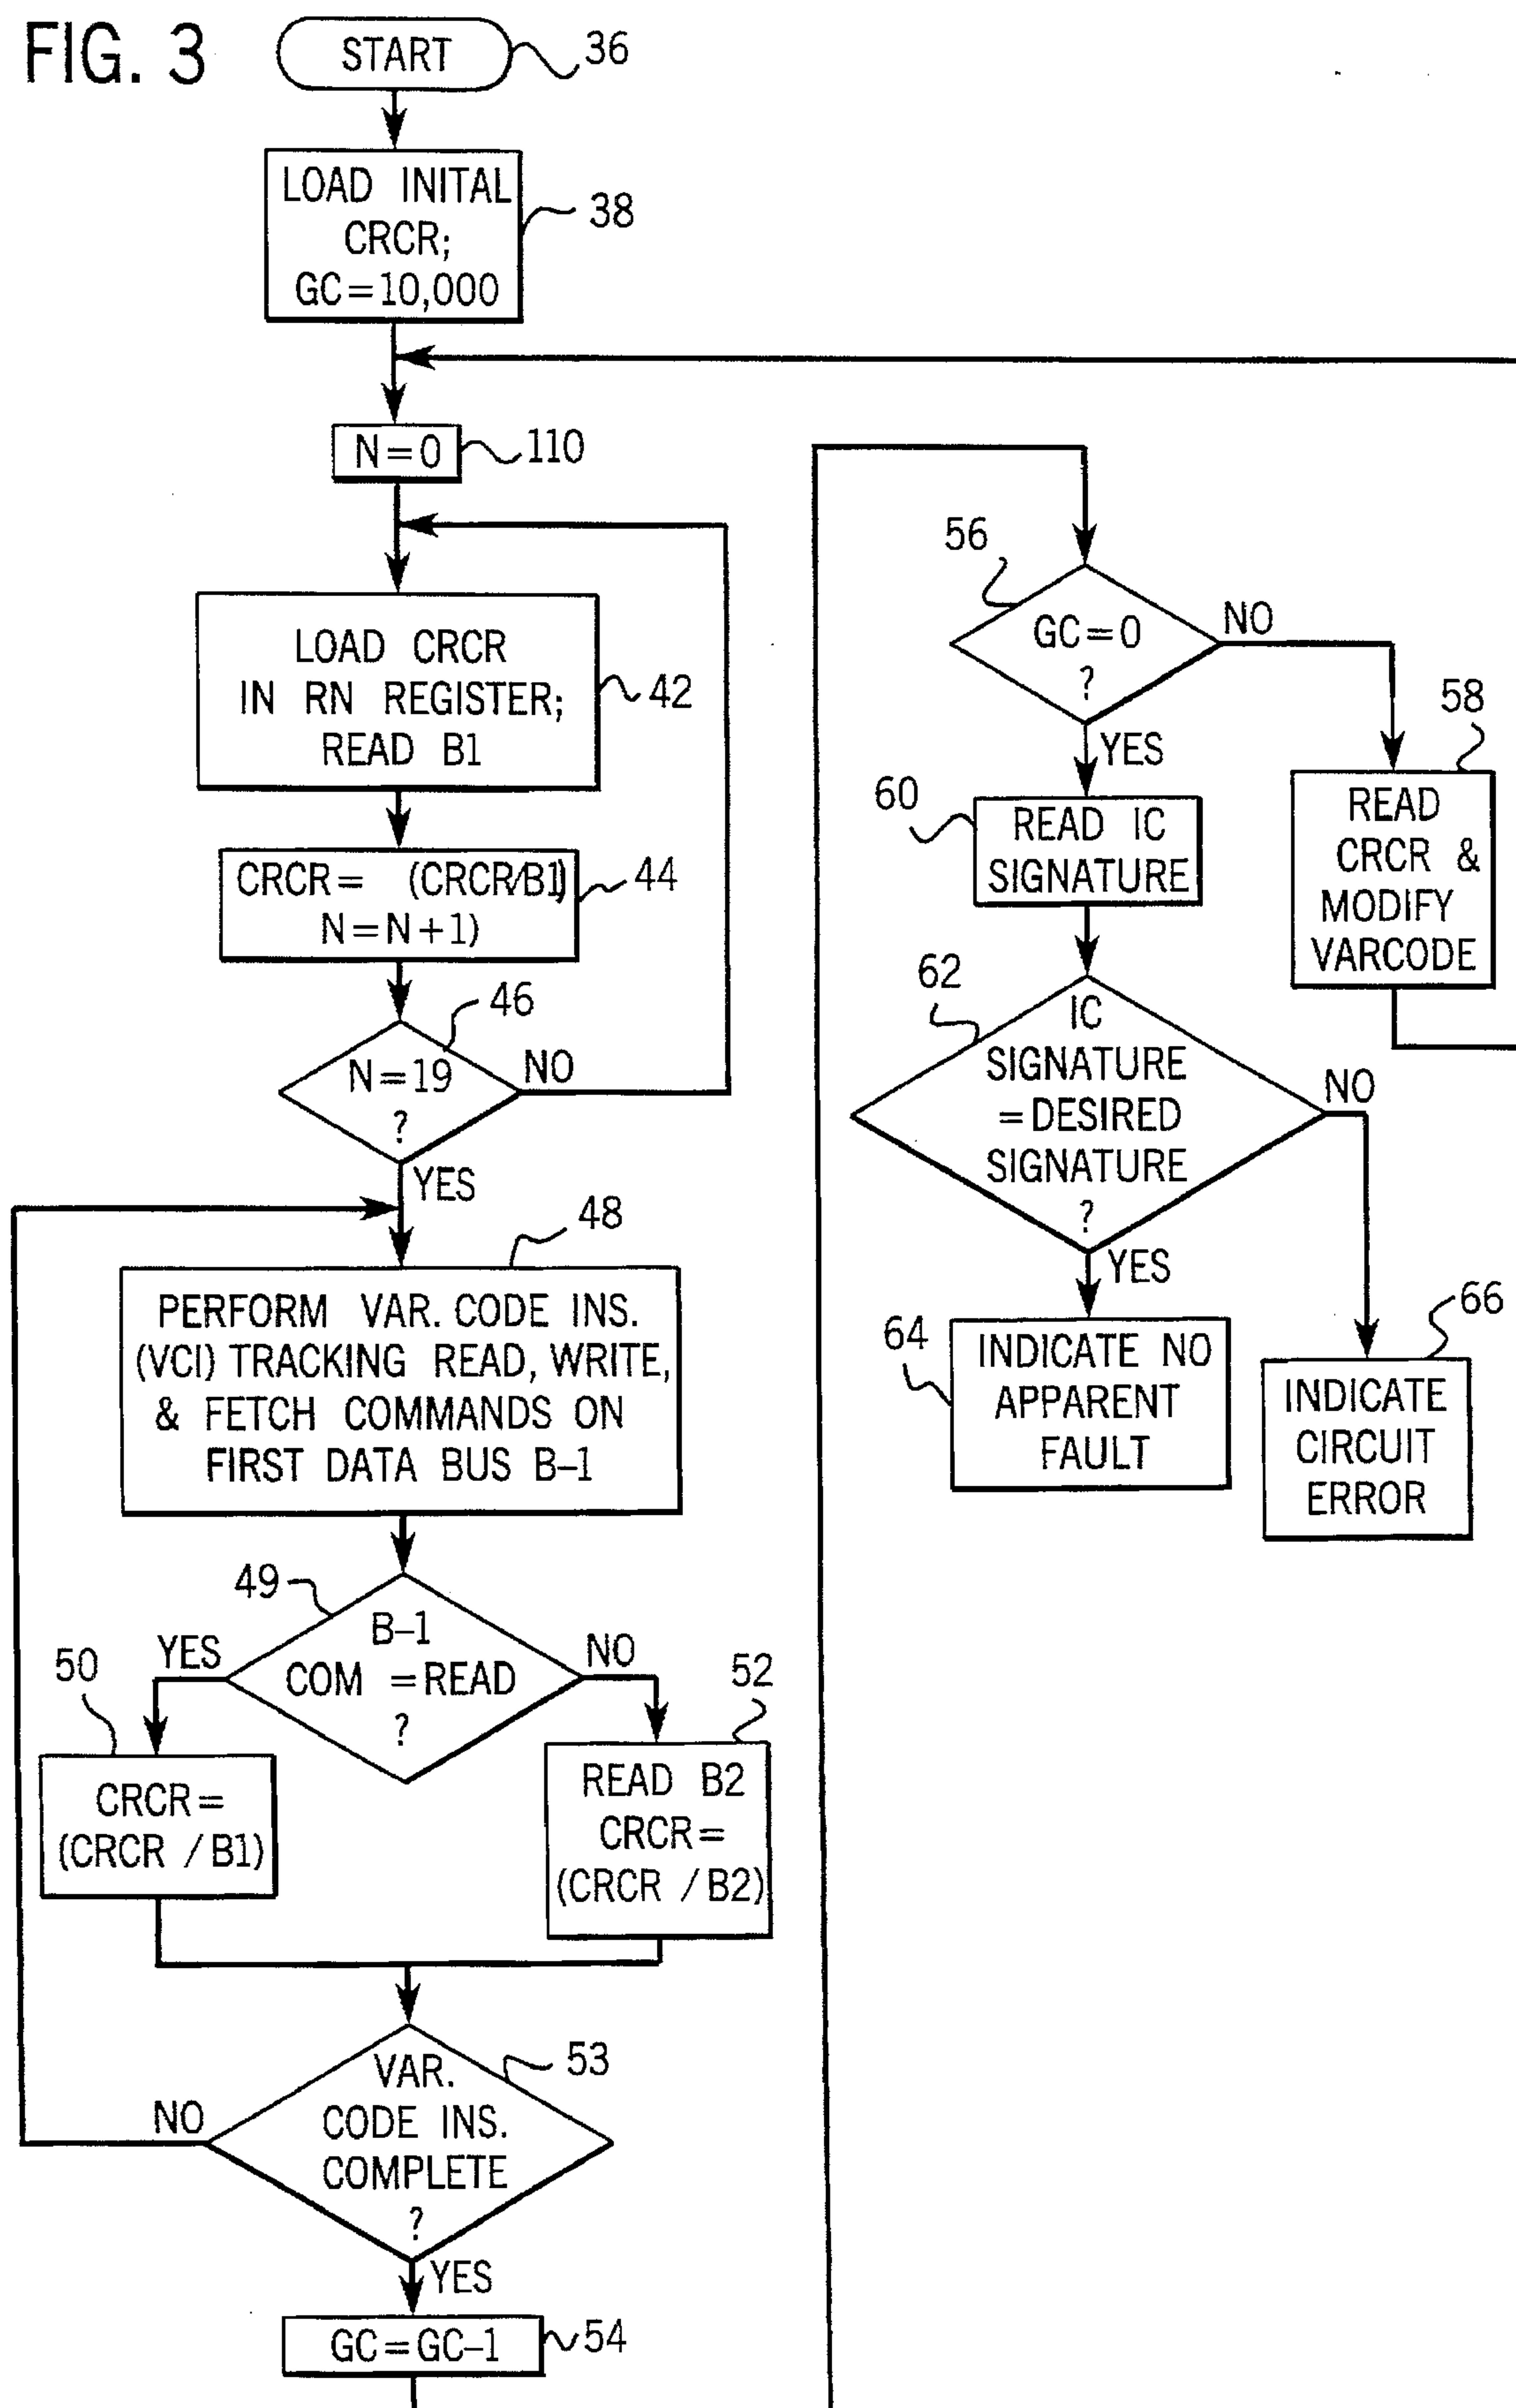 FIG. 3
START
36
LOAD INITAL
CRCR;
GC=10,000
38
N=0
110
LOAD CRCR
IN RN REGISTER;
READ B1
42
CRCR= (CRCR/B1)
N=N+1)
44
46
N=19
?
NO
YES
48
PERFORM VAR. CODE INS.
(VCI) TRACKING READ, WRITE,
& FETCH COMMANDS ON
FIRST DATA BUS B-1
49
B-1
COM =READ
?
YES
NO
50
CRCR=
(CRCR /B1)
52
READ B2
CRCR=
(CRCR /B2)
53
VAR.
CODE INS.
COMPLETE
?
NO
YES
GC=GC-1
54
56
GC=0
?
NO
YES
58
READ
CRCR &
MODIFY
VARCODE
60
READ IC
SIGNATURE
62
IC
SIGNATURE
=DESIRED
SIGNATURE
?
NO
YES
64
INDICATE NO
APPARENT
FAULT
66
INDICATE
CIRCUIT
ERROR